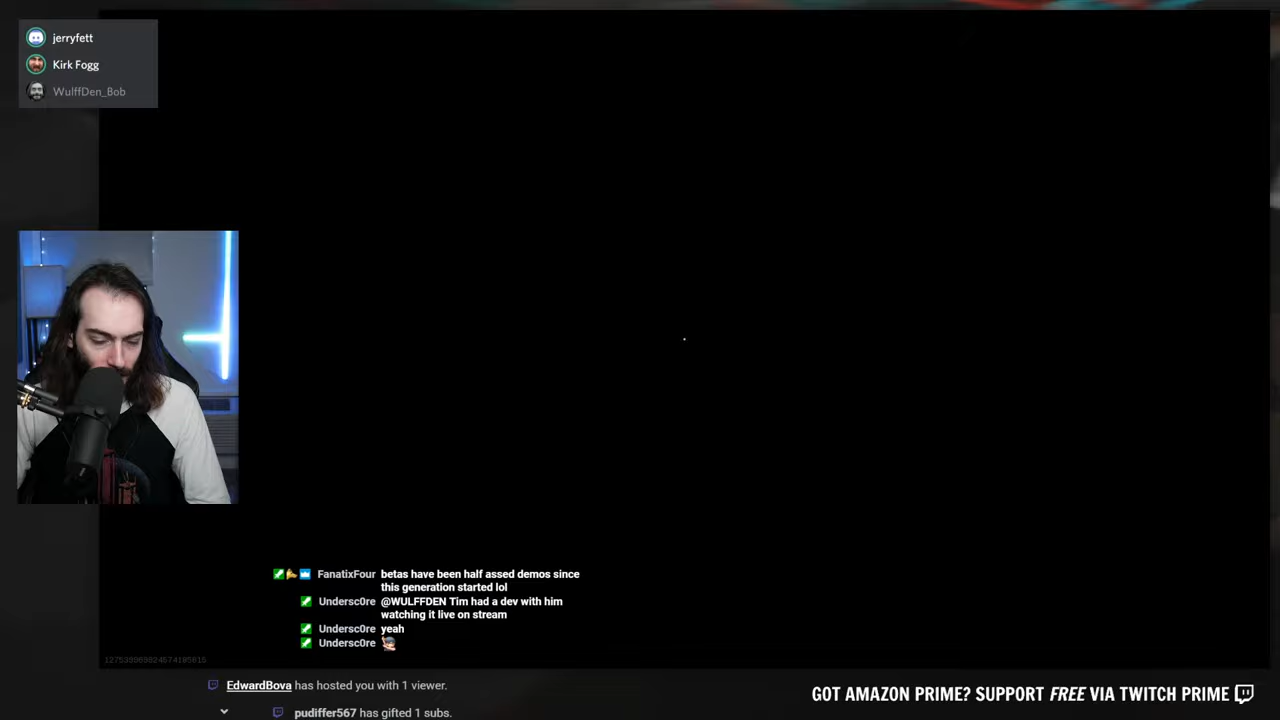 jerryfett
Kirk Fogg
WulffDen_Bob
FanatixFour betas have been half assed demos since
this generation started lol
Undersc0re @WULFFDEN Tim had a dev with him
watching it live on stream
Undersc0re yeah
Undersc0re
EdwardBova has hosted you with 1 viewer.
pudiffer567 has gifted 1 subs.
GOT AMAZON PRIME? SUPPORT FREE VIA TWITCH PRIME